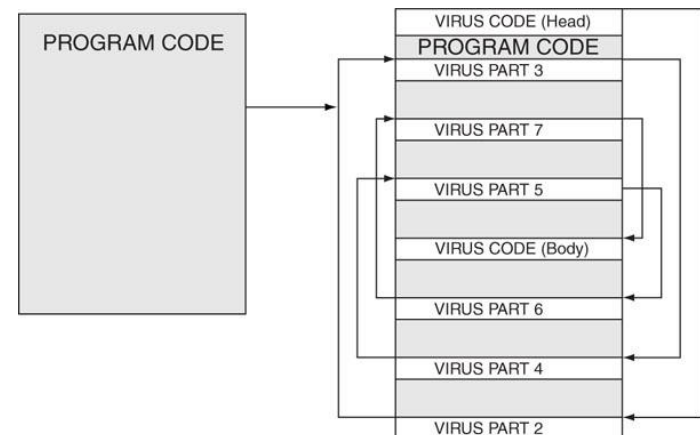 PROGRAM CODE
VIRUS CODE (Head)
PROGRAM CODE
VIRUS PART 3
VIRUS PART 7
VIRUS PART 5
VIRUS CODE (Body)
VIRUS PART 6
VIRUS PART 4
VIRUS PART 2